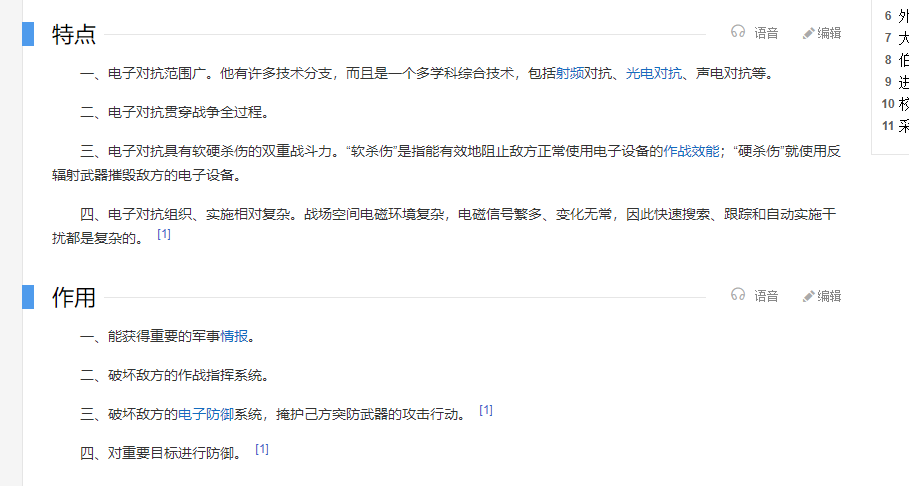 特点
语音
编辑
一、电子对抗范围广。他有许多技术分支，而且是一个多学科综合技术，包括射频对抗、光电对抗、声电对抗等。
二、电子对抗贯穿战争全过程。
三、电子对抗具有软硬杀伤的双重战斗力。“软杀伤”是指能有效地阻止敌方正常使用电子设备的作战效能；“硬杀伤”就使用反
辐射武器摧毁敌方的电子设备。
四、电子对抗组织、实施相对复杂。战场空间电磁环境复杂，电磁信号繁多、变化无常，因此快速搜索、跟踪和自动实施干
扰都是复杂的。 [1]
作用
语音
编辑
一、能获得重要的军事情报。
二、破坏敌方的作战指挥系统。
三、破坏敌方的电子防御系统，掩护己方突防武器的攻击行动。 [1]
四、对重要目标进行防御。 [1]
6
7 大
8
9
10
11